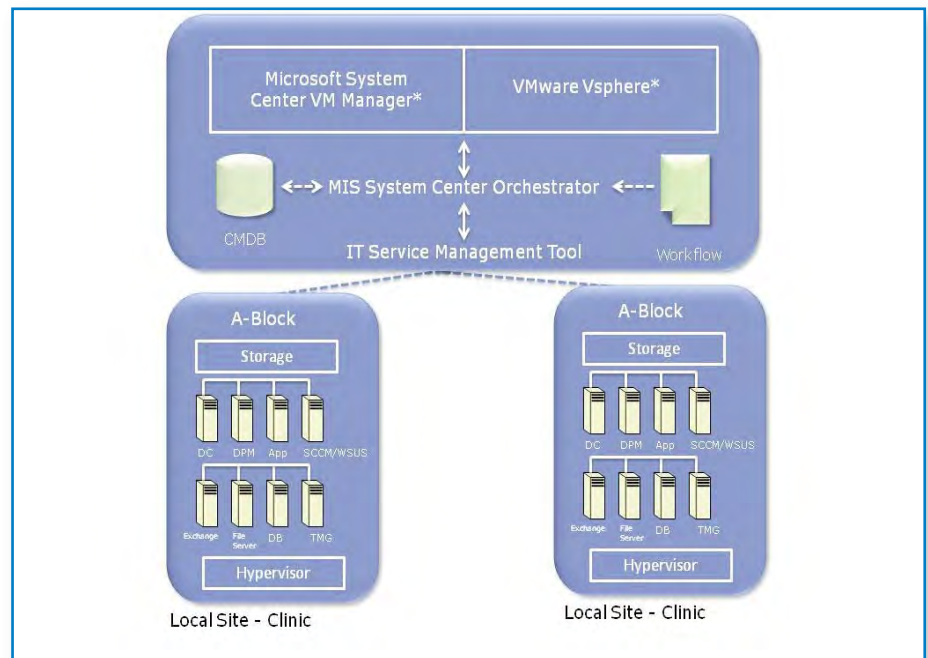 Microsoft System
Center VM Manager*
VMware Vsphere*
MIS System Center Orchestrator
CMDB
IT Service Management Tool
Workflow
A-Block
Storage
DC DPM App SCCM/WSUS
Exchange File
Server DB TMG
Hypervisor
Local Site - Clinic
A-Block
Storage
DC DPM App SCCM/WSUS
Exchange File
Server DB TMG
Hypervisor
Local Site - Clinic